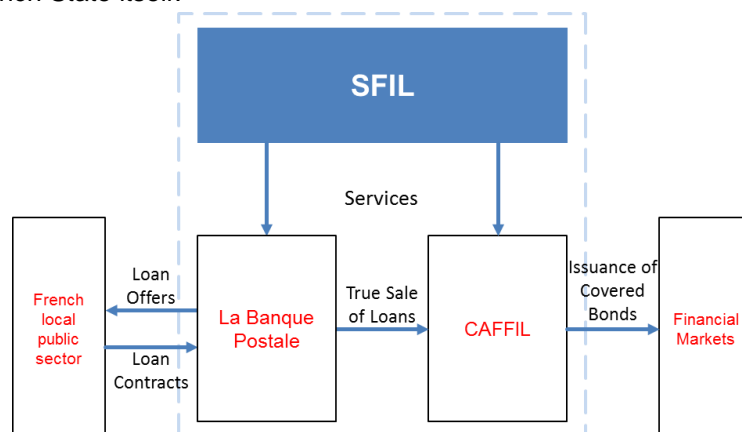 SFIL
Services
Loan
Offers
French
local
public
sector
Loan
Contracts
La Banque
Postale
True Sale
of Loans
CAFFIL
Issuance of
Covered
Bonds
Financial
Markets